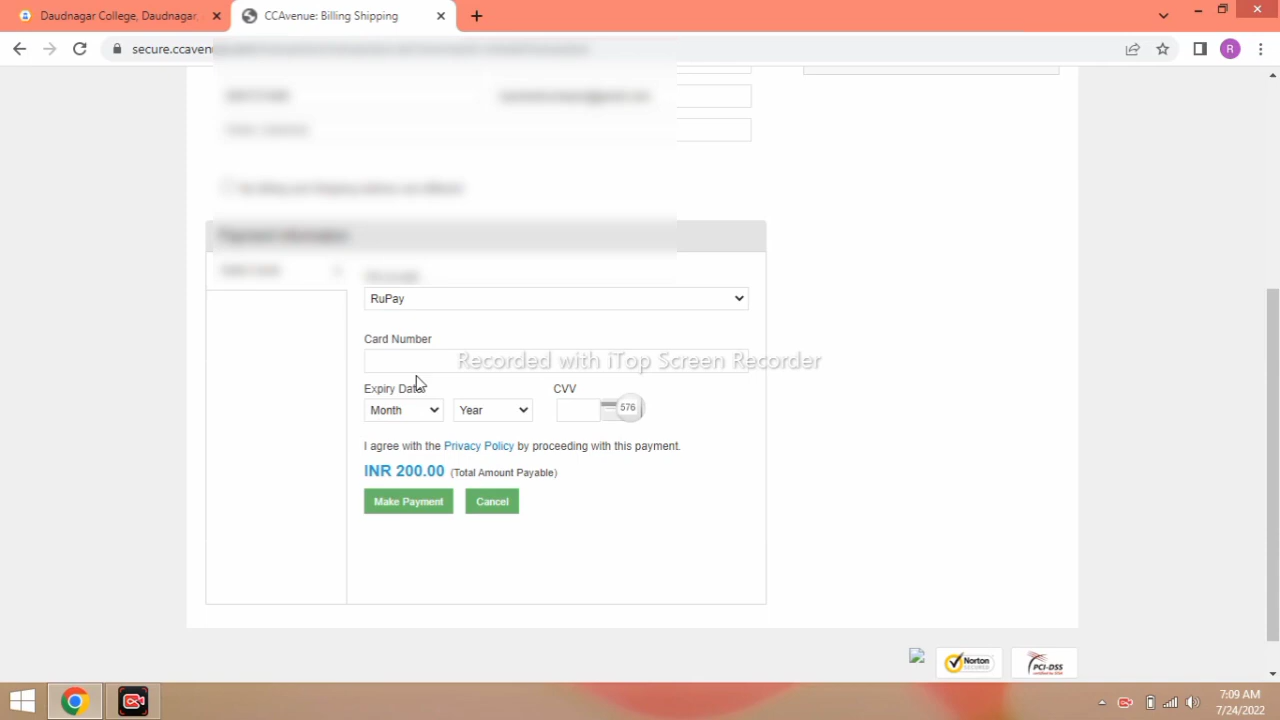 Daudnagar College, Daudnagar,
CCAvenue: Billing Shipping
secure.ccaven
R
RuPay
Card Number
Recorded with iTop Screen Recorder
Expiry Date
CVV
Month
Year
576
I agree with the Privacy Policy by proceeding with this payment.
INR 200.00 (Total Amount Payable)
Make Payment
Cancel
Norton
SECURED
PCI-DSS
7:09 AM
7/24/2022